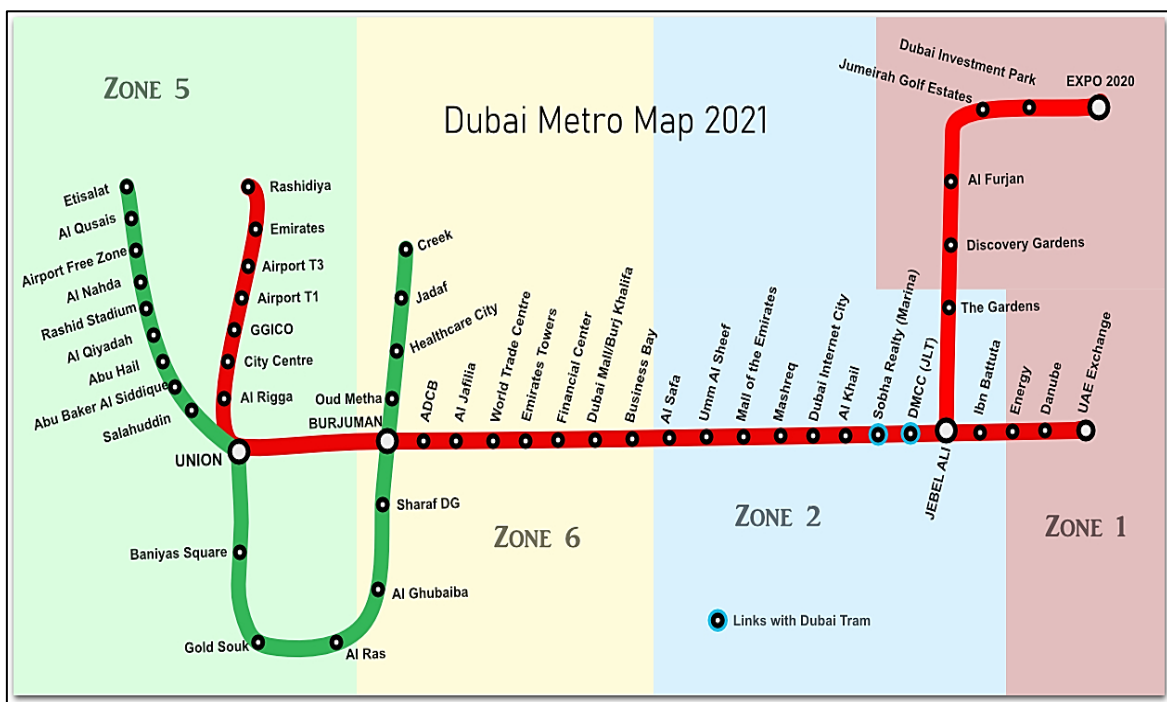 Dubai Metro Map 2021
ZONE 5
Etisalat
Al Qusais
Airport Free Zone
Al Nahda
Rashid Stadium
Al Qiyadah
Abu Hail
Abu Baker Al Siddique
Salahuddin
UNION
Rashidiya
Emirates
Airport T3
Airport T1
GGICO
City Centre
Al Rigga
Baniyas Square
Gold Souk
Al Ras
Al Ghubaiba
Sharaf DG
BURJUMAN
Oud Metha
Healthcare City
Jadaf
Creek
ADCB
Al Jafilia
World Trade Centre
Emirates Towers
Financial Center
Dubai Mall/Burj Khalifa
Business Bay
Al Safa
Umm Al Sheef
Mall of the Emirates
Mashreq
Dubai Internet City
Al Khail
Sobha Realty (Marina)
DMCC (JLT)
JEBEL ALI
Ibn Battuta
Energy
Danube
UAE Exchange
The Gardens
Discovery Gardens
Al Furjan
Jumeirah Golf Estates
Dubai Investment Park
EXPO 2020
ZONE 6
ZONE 2
ZONE 1
Links with Dubai Tram